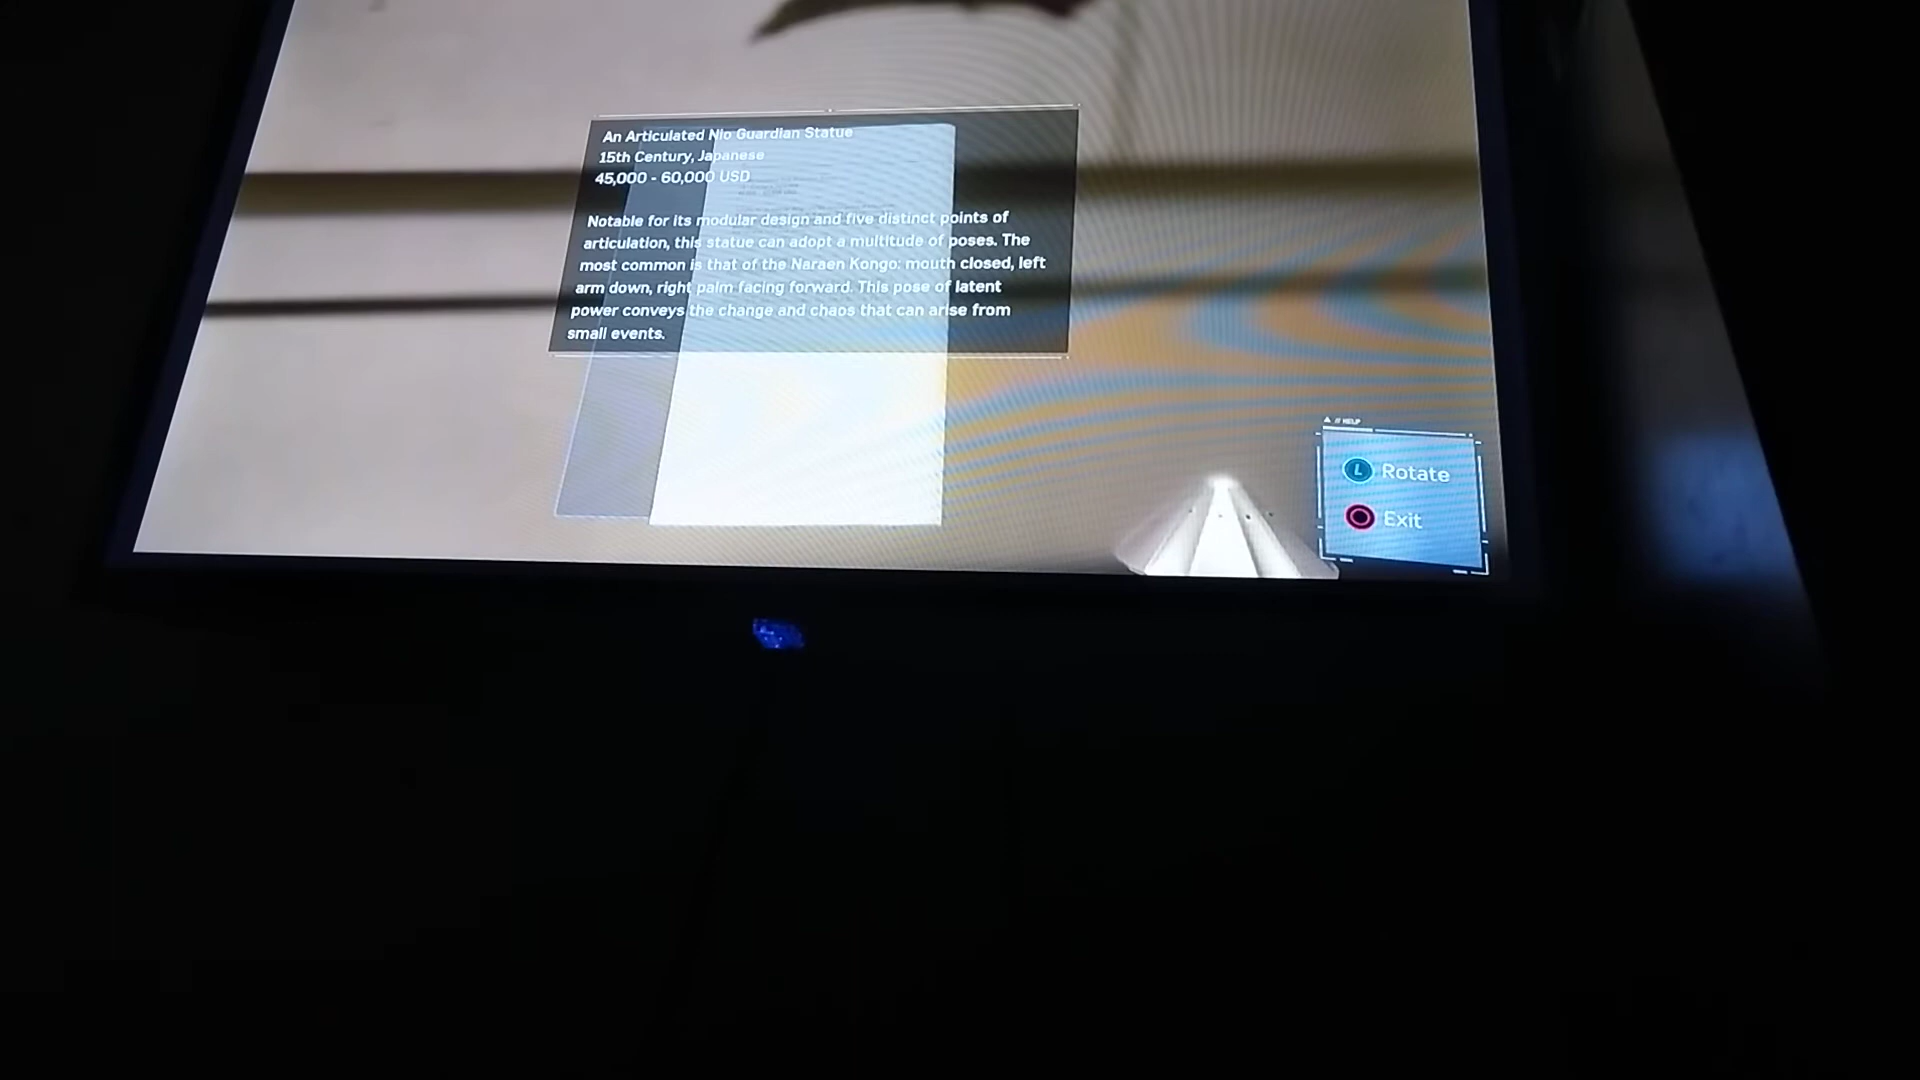 An Articulated Nio Guardian Statue
15th Century, Japanese
45,000 - 60,000 USD
Notable for its modular design and five distinct points of
articulation, this statue can adopt a multitude of poses. The
most common is that of the Naraen Kongo: mouth closed, left
arm down, right palm facing forward. This pose of latent
power conveys the change and chaos that can arise from
small events.
// HELP
L Rotate
Exit